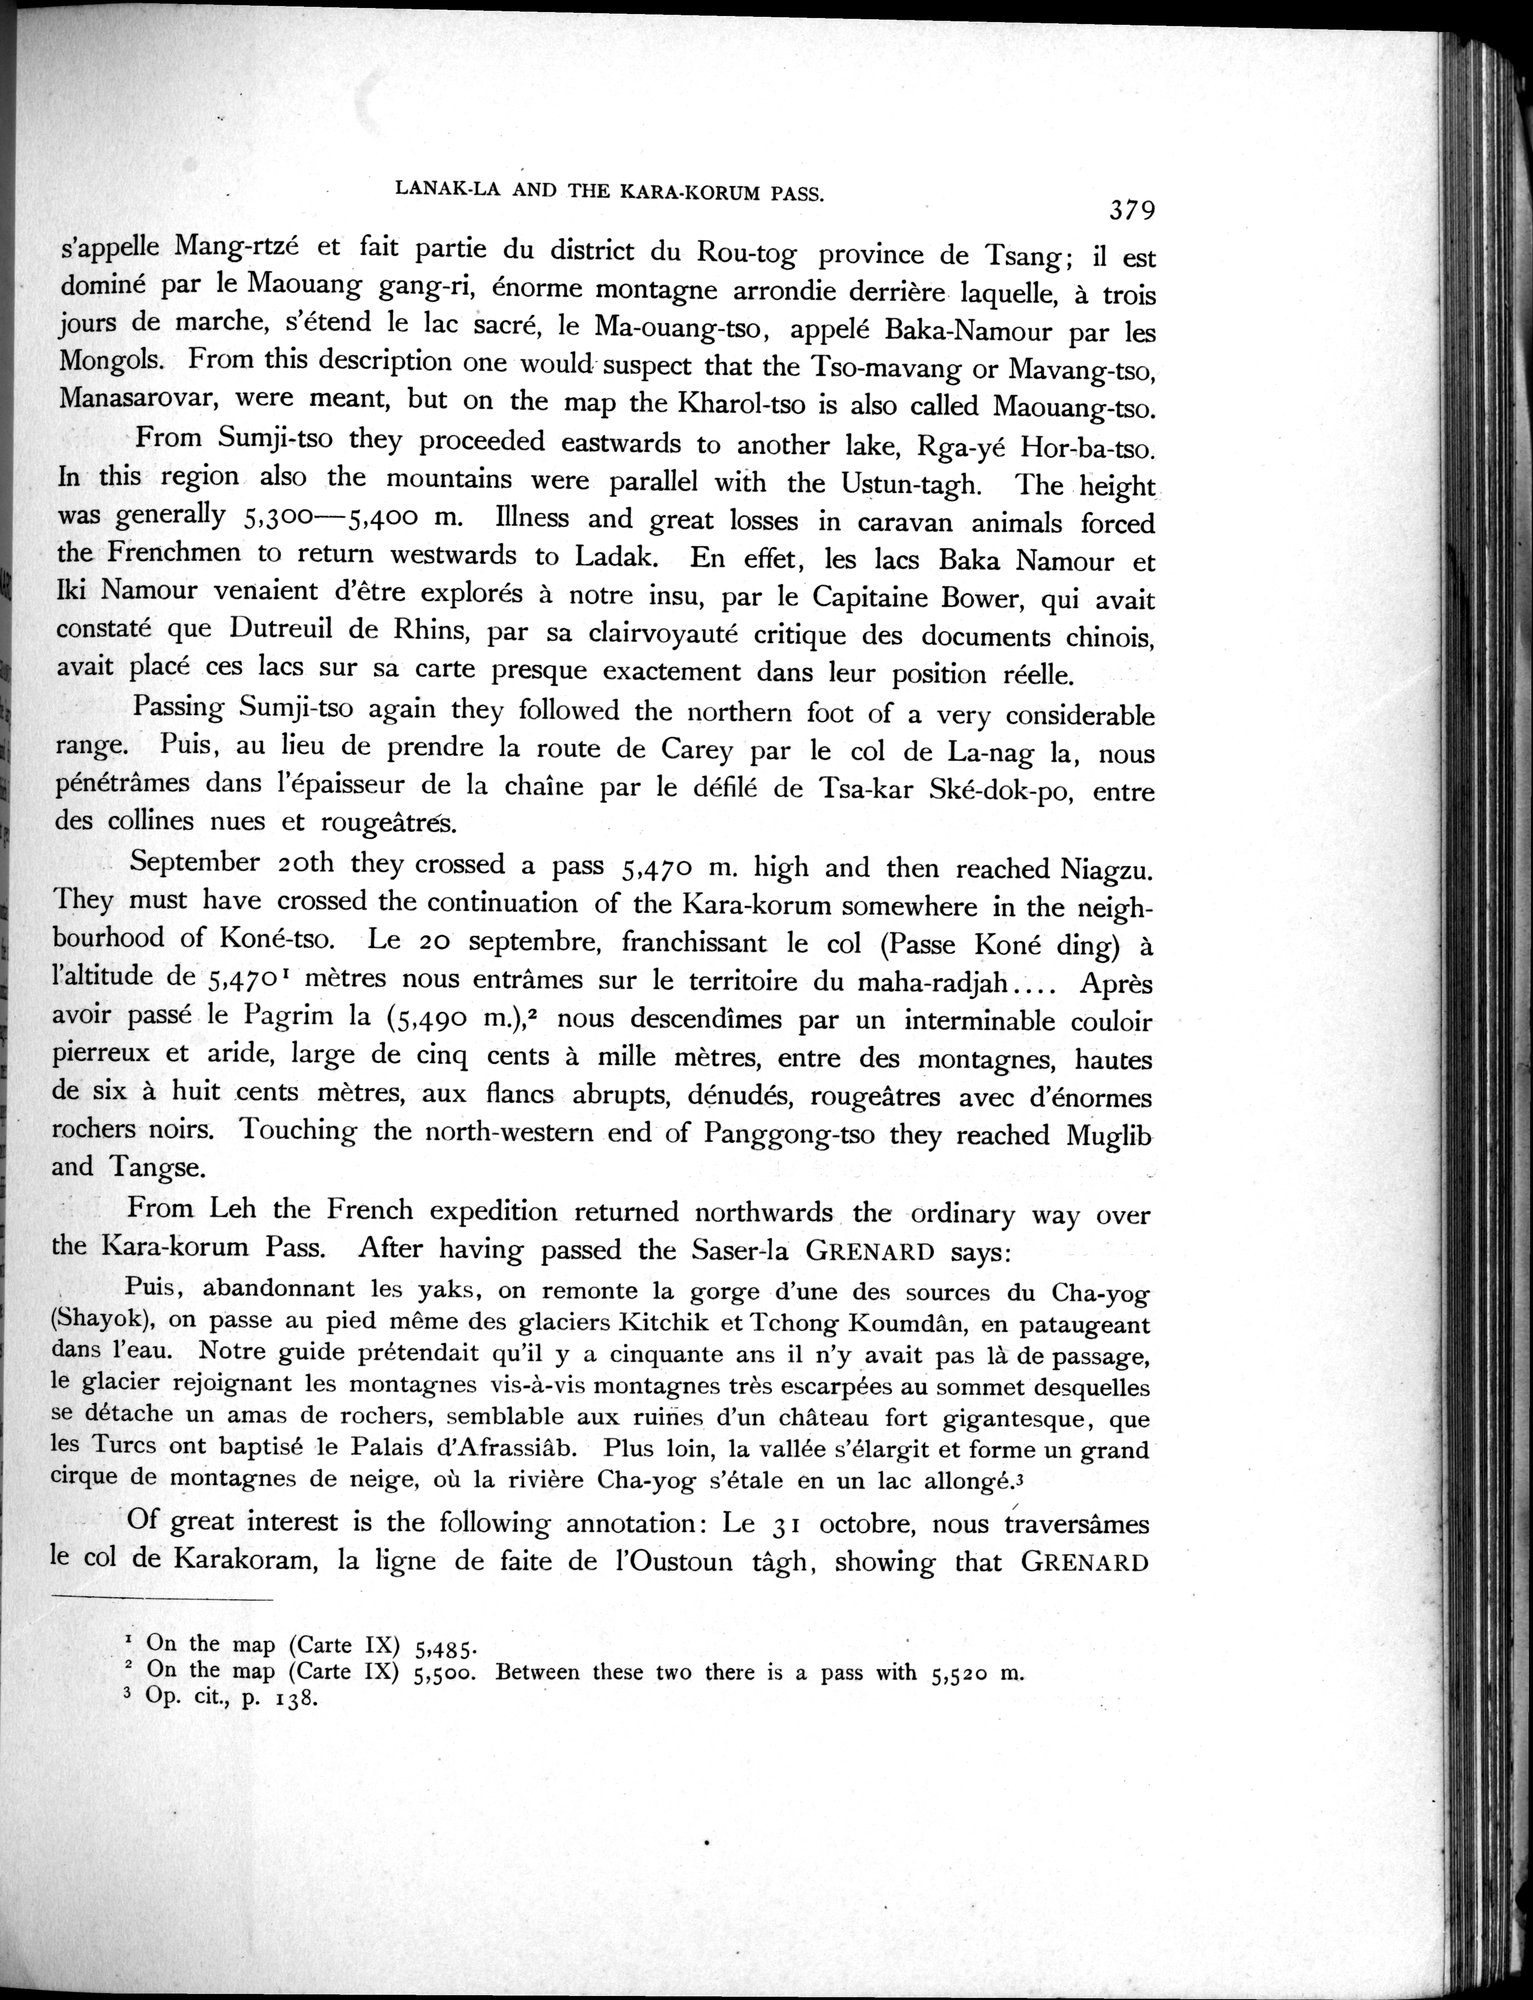 LANAK-LA AND THE KARA-KORUM PASS.
379
s'appelle Mang-rtzé et fait partie du district du Rou-tog province de Tsang; il est
dominé par le Maouang gang-ri, énorme montagne arrondie derrière laquelle, à trois
jours de marche, s'étend le lac sacré, le Ma-ouang-tso, appelé Baka-Namour par les
Mongols. From this description one would suspect that the Tso-mavang or Mavang-tso,
Manasarovar, were meant, but on the map the Kharol-tso is also called Maouang-tso.
From Sumji-tso they proceeded eastwards to another lake, Rga-yé Hor-ba-tso.
In this region also the mountains were parallel with the Ustun-tagh. The height
was generally 5,300—5,400 m. Illness and great losses in caravan animals forced
the Frenchmen to return westwards to Ladak. En effet, les lacs Baka Namour et
Iki Namour venaient d'être explorés à notre insu, par le Capitaine Bower, qui avait
constaté que Dutreuil de Rhins, par sa clairvoyauté critique des documents chinois,
avait placé ces lacs sur sa carte presque exactement dans leur position réelle.
Passing Sumji-tso again they followed the northern foot of a very considerable
range. Puis, au lieu de prendre la route de Carey par le col de La-nag la, nous
pénétrâmes dans l'épaisseur de la chaîne par le défilé de Tsa-kar Ské-dok-po, entre
des collines nues et rougeâtres.
September 20th they crossed a pass 5,470 m. high and then reached Niagzu.
They must have crossed the continuation of the Kara-korum somewhere in the neigh-
bourhood of Koné-tso. Le 20 septembre, franchissant le col (Passe Koné ding) à
l'altitude de 5,470¹ mètres nous entrâmes sur le territoire du maha-radjah.... Après
avoir passé le Pagrim la (5,490 m.),² nous descendîmes par un interminable couloir
pierreux et aride, large de cinq cents à mille mètres, entre des montagnes, hautes
de six à huit cents mètres, aux flancs abrupts, dénudés, rougeâtres avec d'énormes
rochers noirs. Touching the north-western end of Panggong-tso they reached Muglib
and Tangse.
From Leh the French expedition returned northwards the ordinary way over
the Kara-korum Pass. After having passed the Saser-la GRENARD says:
Puis, abandonnant les yaks, on remonte la gorge d'une des sources du Cha-yog
(Shayok), on passe au pied même des glaciers Kitchik et Tchong Koumdân, en pataugeant
dans l'eau. Notre guide prétendait qu'il y a cinquante ans il n'y avait pas là de passage,
le glacier rejoignant les montagnes vis-à-vis montagnes très escarpées au sommet desquelles
se détache un amas de rochers, semblable aux ruines d'un château fort gigantesque, que
les Turcs ont baptisé le Palais d'Afrassiâb. Plus loin, la vallée s'élargit et forme un grand
cirque de montagnes de neige, où la rivière Cha-yog s'étale en un lac allongé.³
Of great interest is the following annotation: Le 31 octobre, nous traversâmes
le col de Karakoram, la ligne de faite de l'Oustoun tâgh, showing that GRENARD
¹ On the map (Carte IX) 5,485.
² On the map (Carte IX) 5,500. Between these two there is a pass with 5,520 m.
³ Op. cit., p. 138.